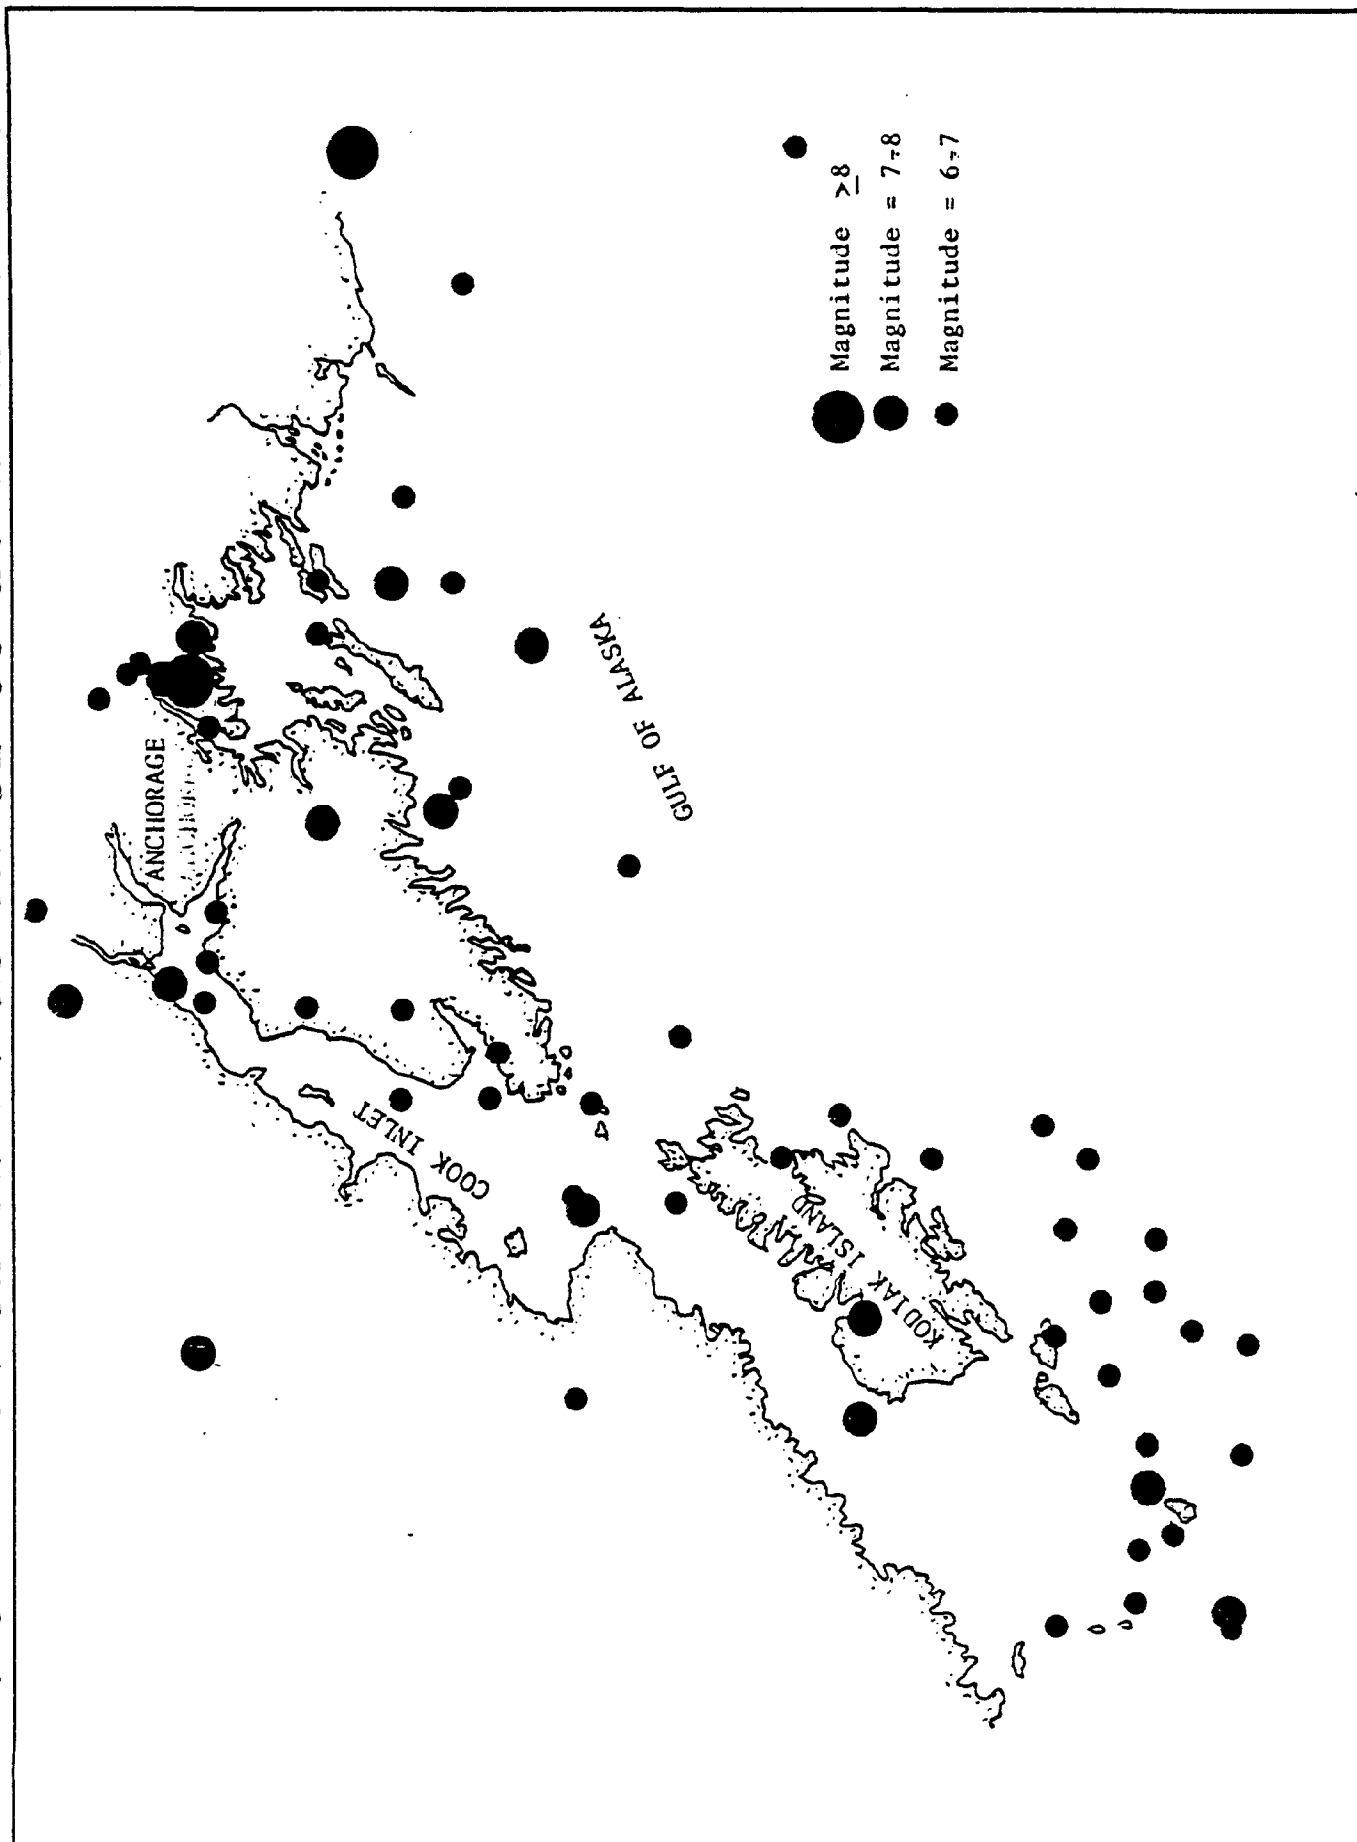 ANCHORAGE
COOK INLET
GULF OF ALASKA
KODIAK ISLAND
Magnitude ≥8
Magnitude = 7-8
Magnitude = 6-7